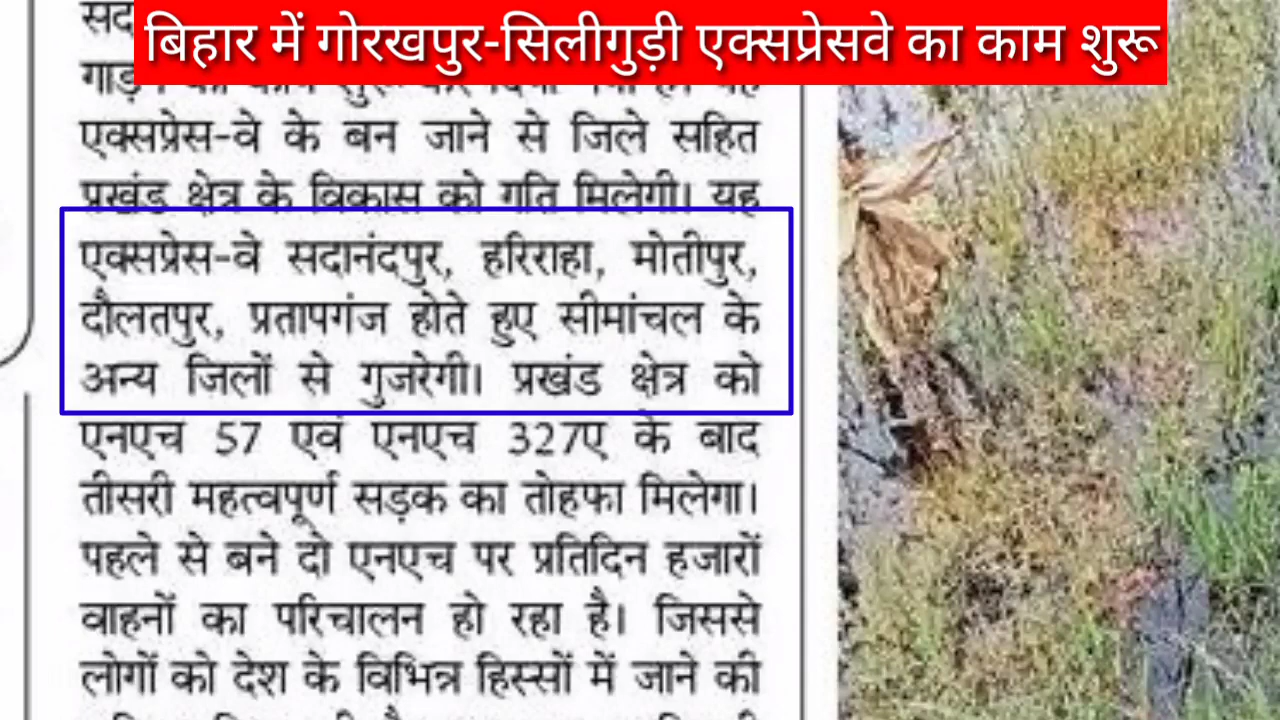 बिहार में गोरखपुर-सिलीगुड़ी एक्सप्रेसवे का काम शुरू
एक्सप्रेस-वे के बन जाने से जिले सहित
प्रखंड क्षेत्र के विकास को गति मिलेगी। यह
एक्सप्रेस-वे सदानंदपुर, हरिराहा, मोतीपुर,
दौलतपुर, प्रतापगंज होते हुए सीमांचल के
अन्य जिलों से गुजरेगी। प्रखंड क्षेत्र को
एनएच 57 एवं एनएच 327ए के बाद
तीसरी महत्वपूर्ण सड़क का तोहफा मिलेगा।
पहले से बने दो एनएच पर प्रतिदिन हजारों
वाहनों का परिचालन हो रहा है। जिससे
लोगों को देश के विभिन्न हिस्सों में जाने की